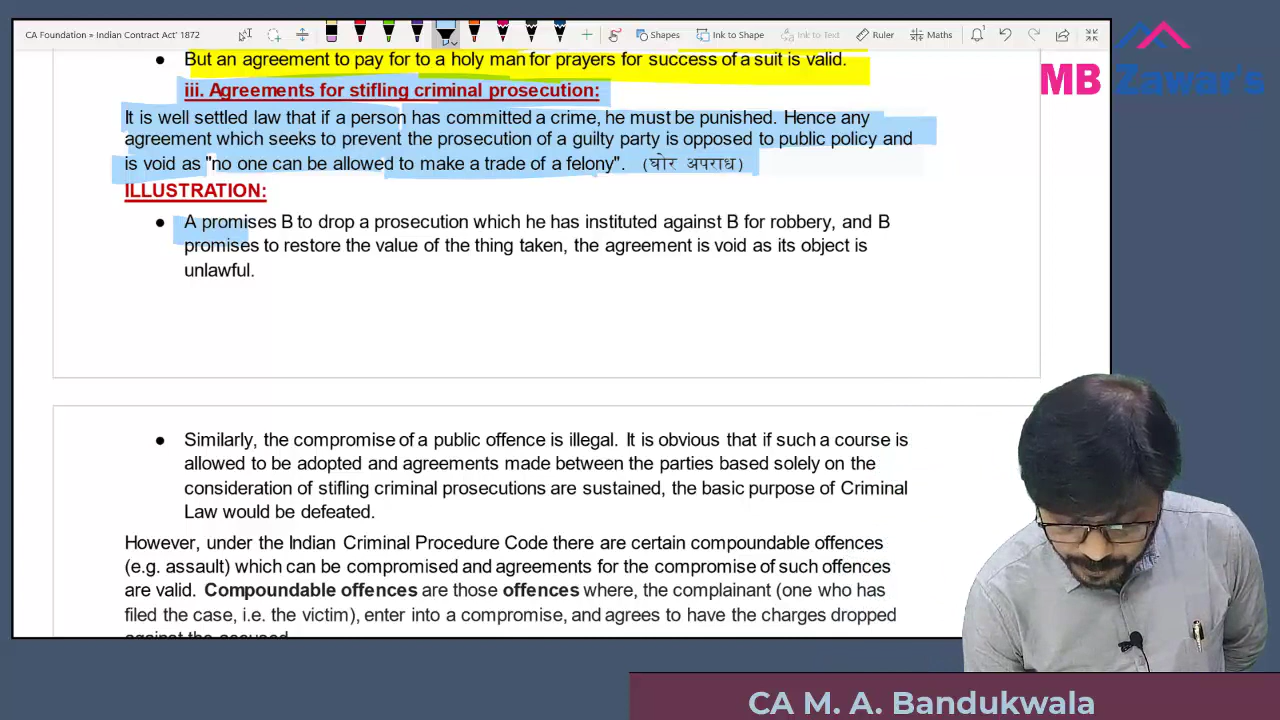 CA Foundation » Indian Contract Act' 1872
Shapes
Ink to Shape
Ink to Text
Ruler
Maths
MB Zawar's
● But an agreement to pay for to a holy man for prayers for success of a suit is valid.
iii. Agreements for stifling criminal prosecution:
It is well settled law that if a person has committed a crime, he must be punished. Hence any
agreement which seeks to prevent the prosecution of a guilty party is opposed to public policy and
is void as "no one can be allowed to make a trade of a felony". (घोर अपराध)
ILLUSTRATION:
● A promises B to drop a prosecution which he has instituted against B for robbery, and B
promises to restore the value of the thing taken, the agreement is void as its object is
unlawful.
● Similarly, the compromise of a public offence is illegal. It is obvious that if such a course is
allowed to be adopted and agreements made between the parties based solely on the
consideration of stifling criminal prosecutions are sustained, the basic purpose of Criminal
Law would be defeated.
However, under the Indian Criminal Procedure Code there are certain compoundable offences
(e.g. assault) which can be compromised and agreements for the compromise of such offences
are valid. Compoundable offences are those offences where, the complainant (one who has
filed the case, i.e. the victim), enter into a compromise, and agrees to have the charges dropped
against the accused
CA M. A. Bandukwala